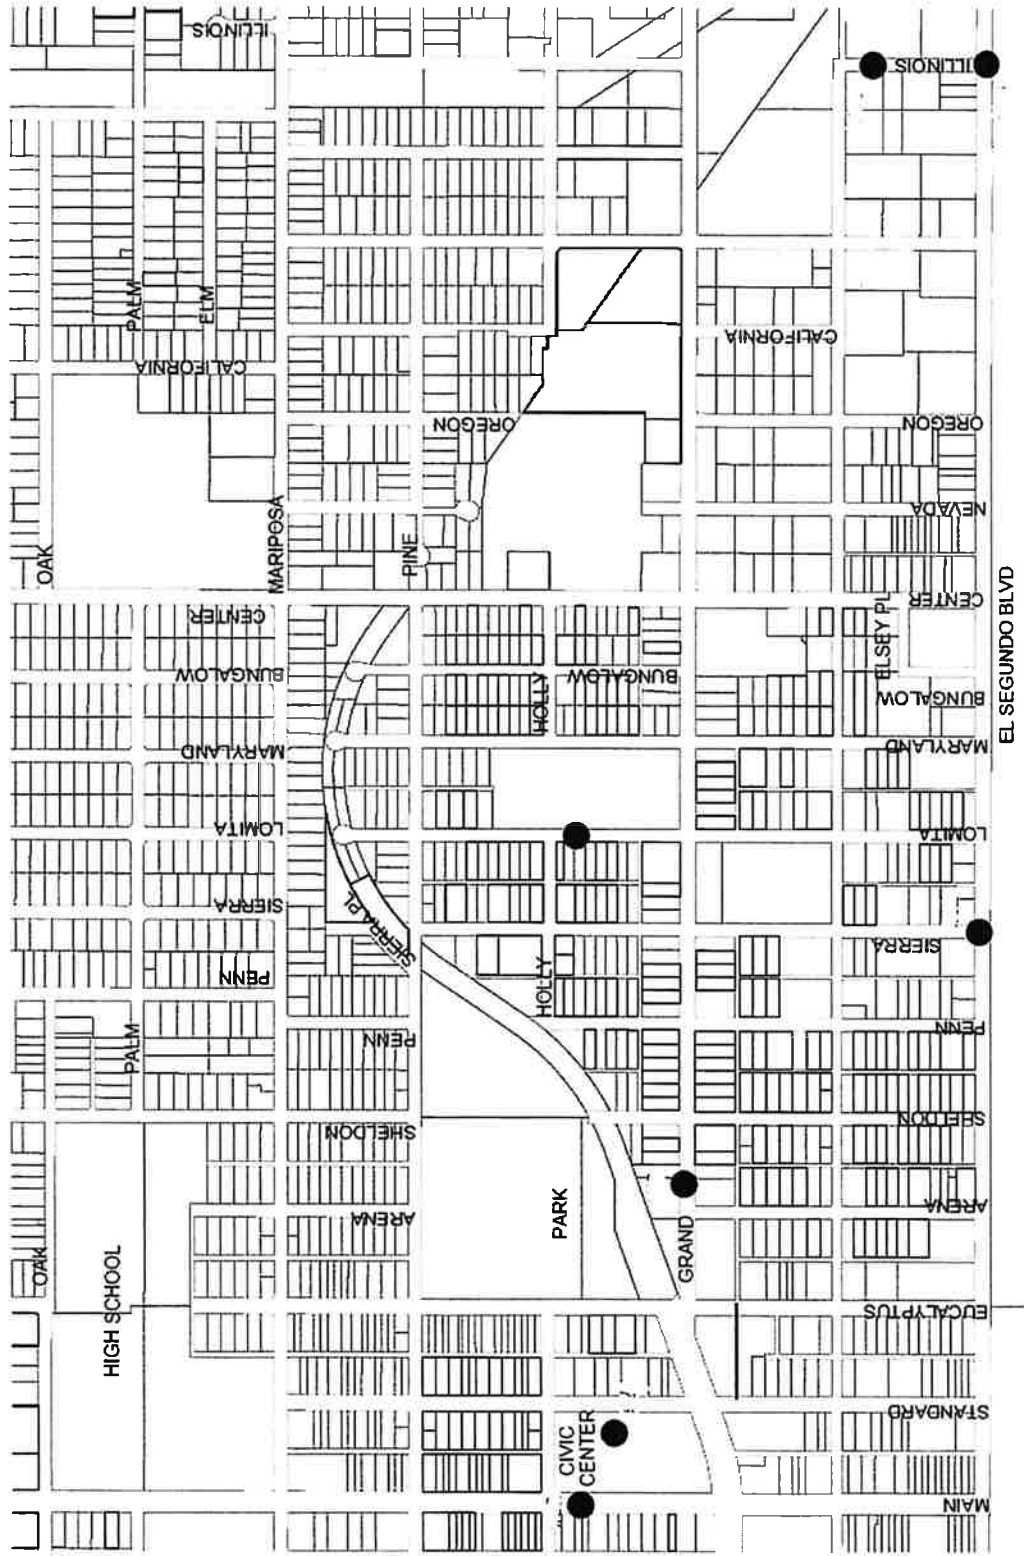 ILLINOIS
ILLINOIS
ILLINOIS
PALM
ELM
CALIFORNIA
CALIFORNIA
OREGON
OREGON
MARIPOSA
NEVADA
OAK
PINE
CENTER
CENTER
ELSEY PL
EL SEGUNDO BLVD
BUNGALOW
HOLLY
BUNGALOW
BUNGALOW
MARYLAND
MARYLAND
LOMITA
LOMITA
SIERRA
SIERRA PL
SIERRA
PENN
HOLLY
PALM
PENN
PENN
SHELDON
SHELDON
PARK
ARENA
ARENA
OAK
HIGH SCHOOL
GRAND
EUCALYPTUS
STANDARD
CIVIC
CENTER
MAIN